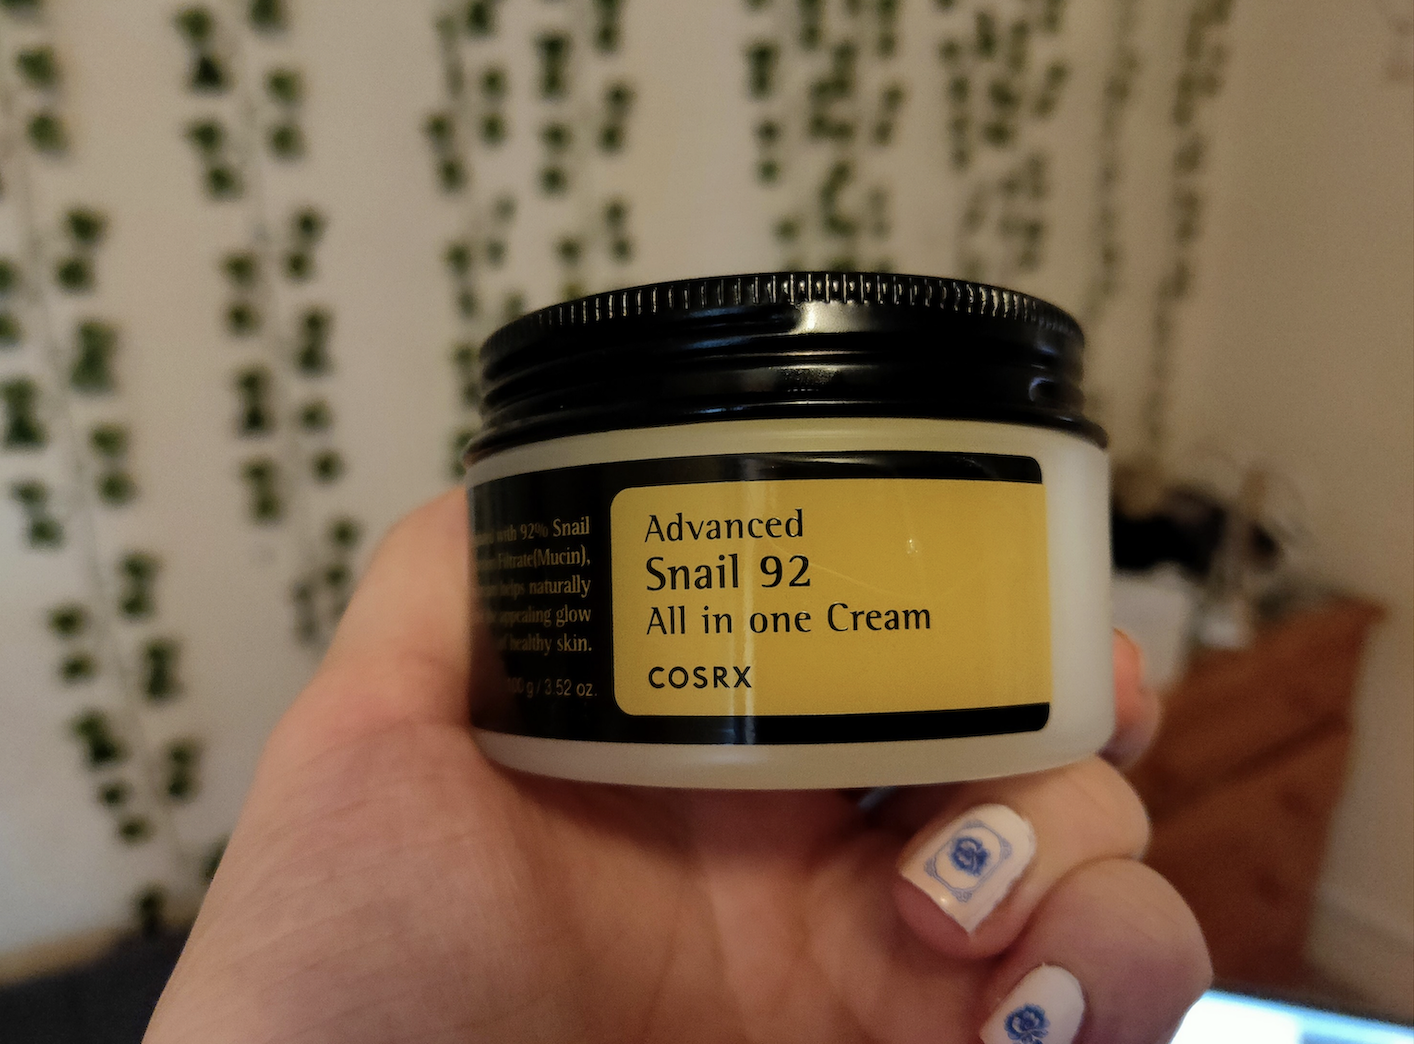 with 92% Snail
Filtrate(Mucin),
helps naturally
appealing glow
of healthy skin.
100 g / 3.52 oz.
Advanced
Snail 92
All in one Cream
COSRX